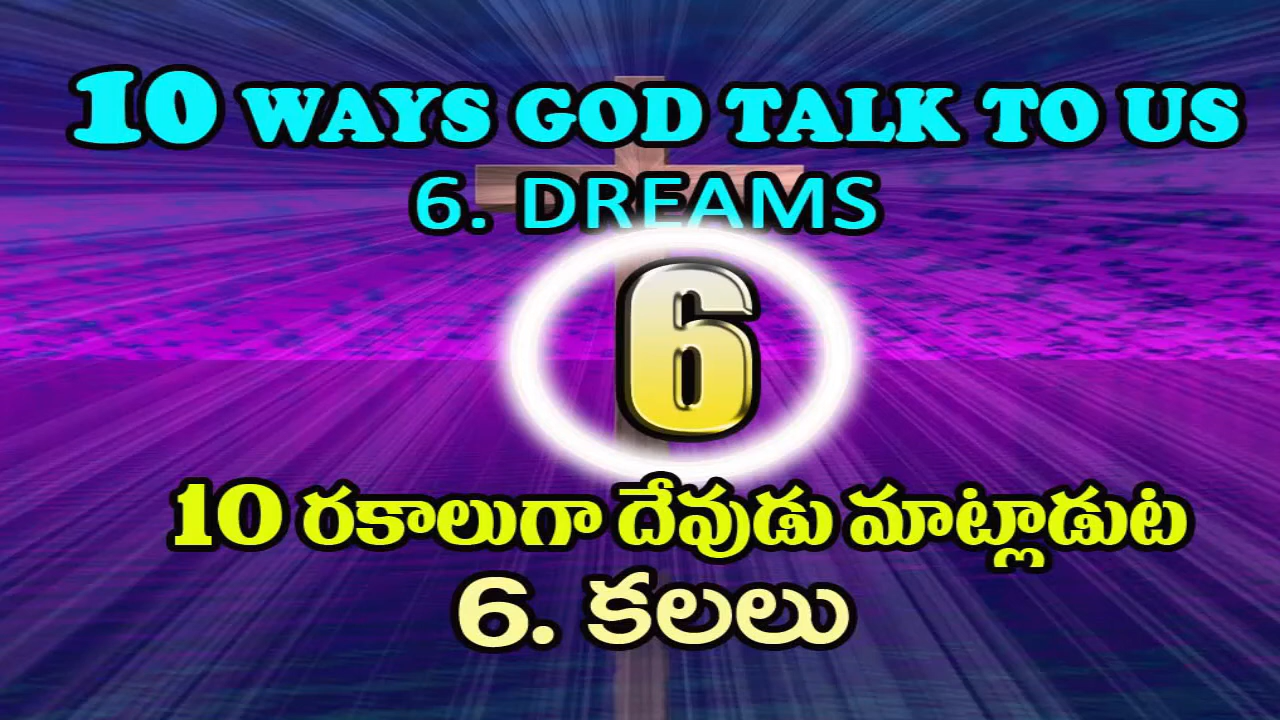 10 WAYS GOD TALK TO US
6. DREAMS
6
10 రకాలుగా దేవుడు మాట్లాడుట
6. కలలు